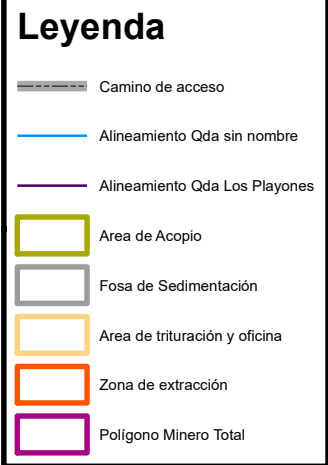 Leyenda
Camino de acceso
Alineamiento Qda sin nombre
Alineamiento Qda Los Playones
Area de Acopio
Fosa de Sedimentación
Area de trituración y oficina
Zona de extracción
Polígono Minero Total